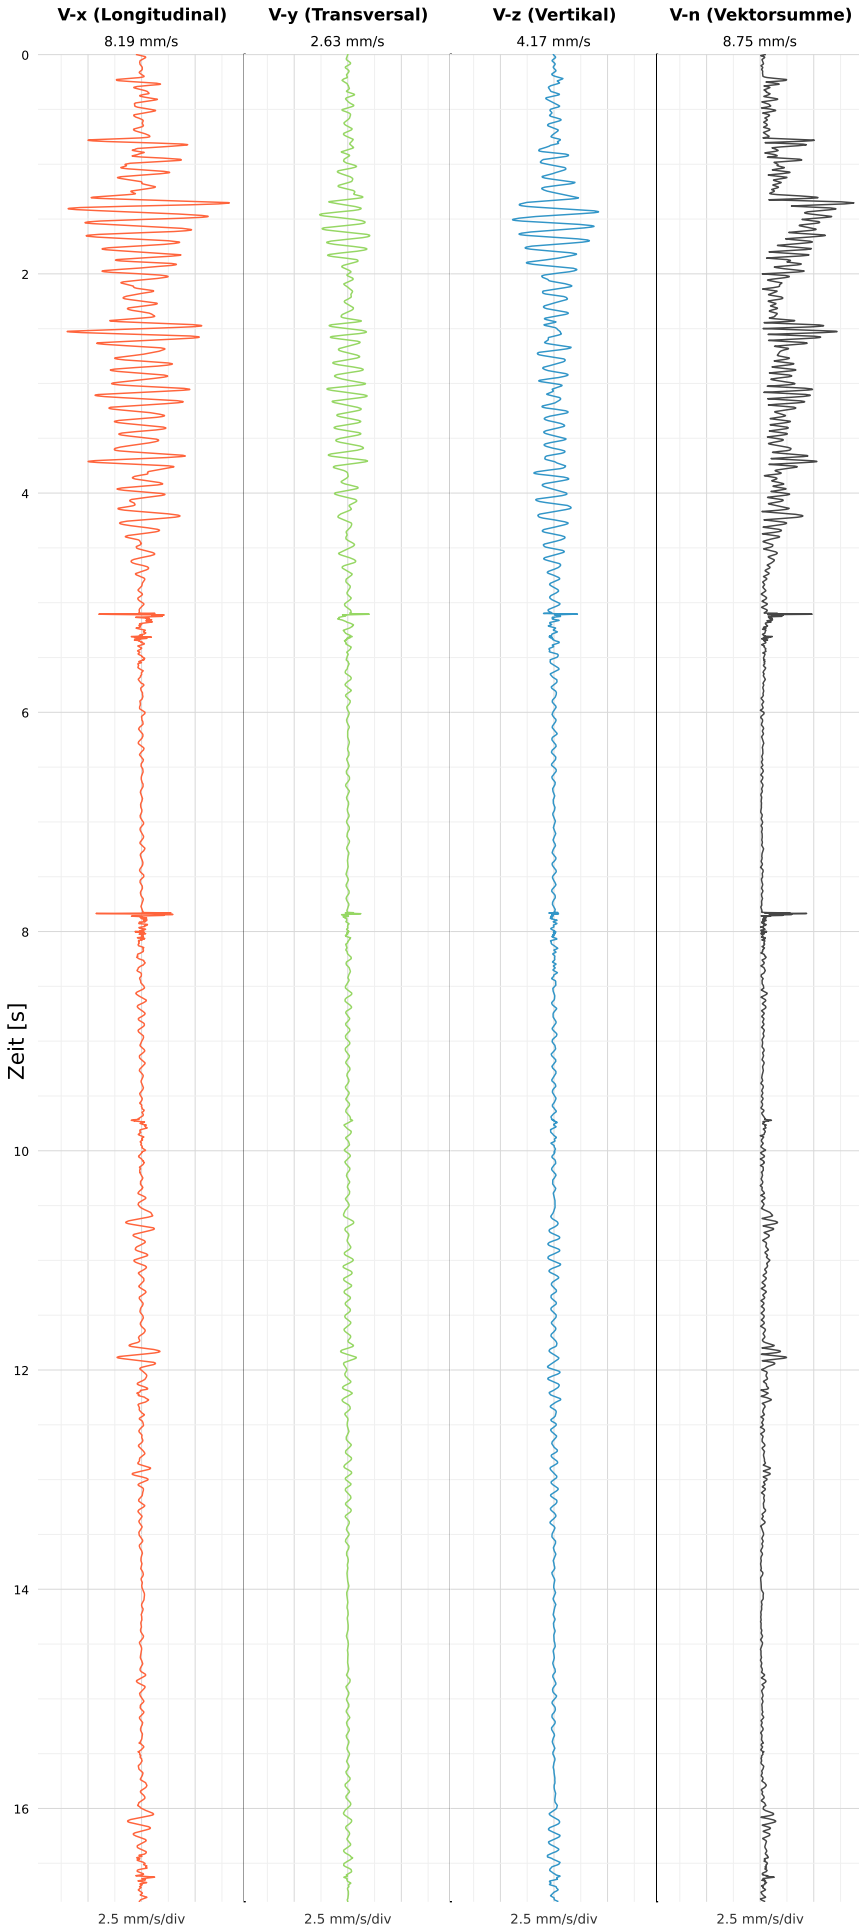 V-x (Longitudinal) V-y (Transversal) V-z (Vertikal) V-n (Vektorsumme)
8.19 mm/s 2.63 mm/s 4.17 mm/s 8.75 mm/s
0
2
4
6
8
Zeit [s]
10
12
14
16
2.5 mm/s/div 2.5 mm/s/div 2.5 mm/s/div 2.5 mm/s/div